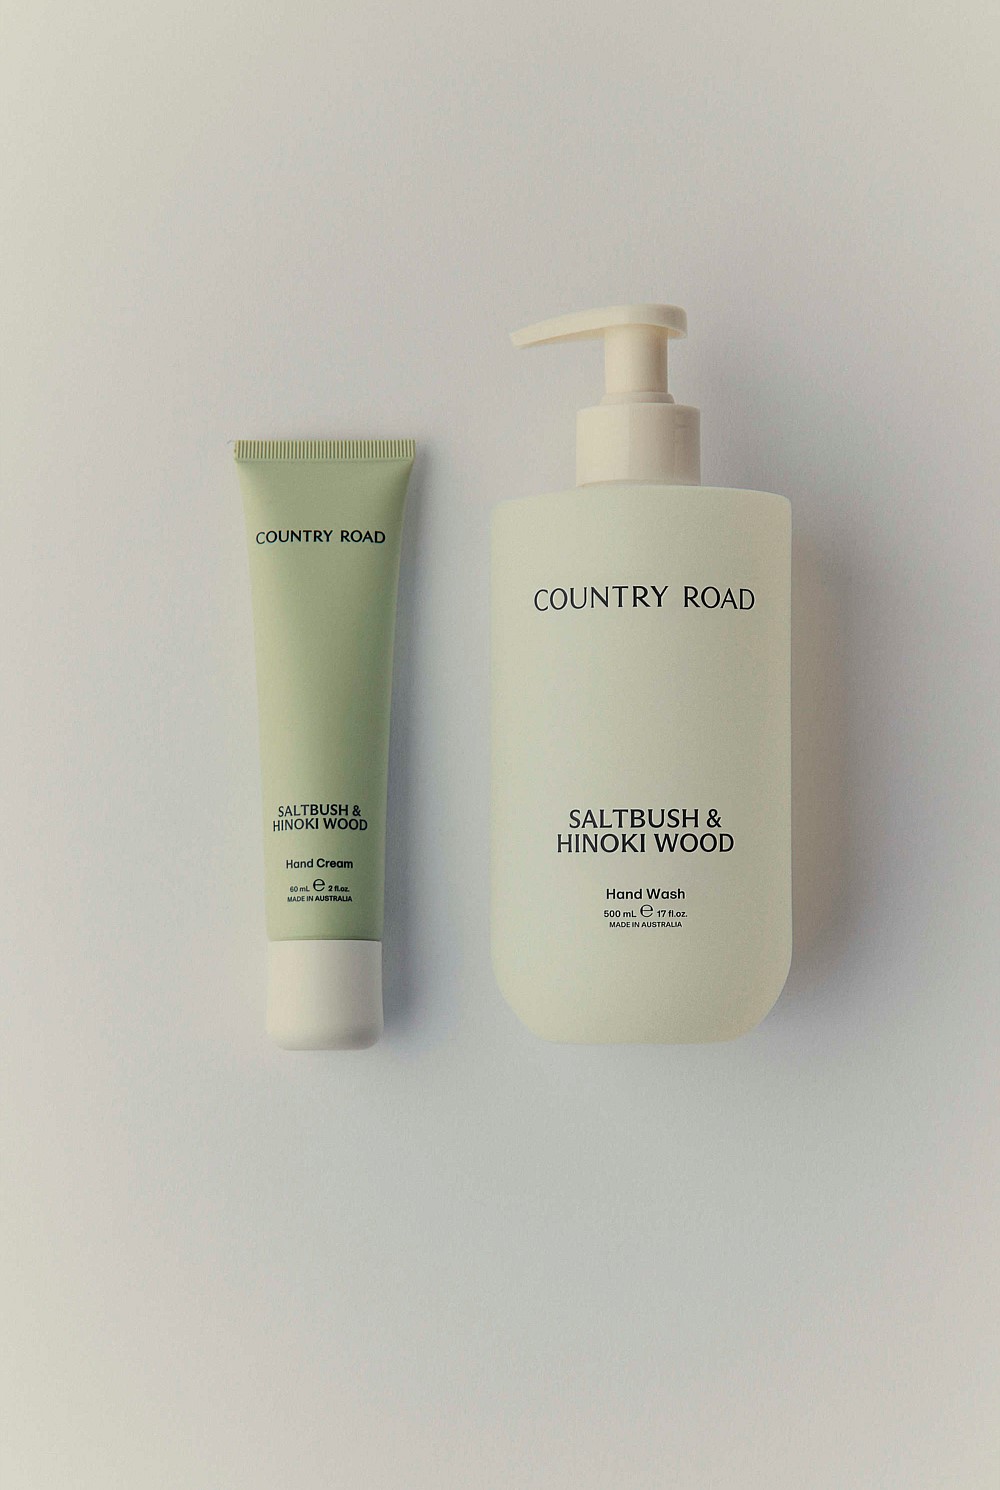 COUNTRY ROAD
SALTBUSH &
HINOKI WOOD
Hand Cream
60 mL ℮ 2 fl.oz.
MADE IN AUSTRALIA
COUNTRY ROAD
SALTBUSH &
HINOKI WOOD
Hand Wash
500 mL ℮ 17 fl.oz.
MADE IN AUSTRALIA